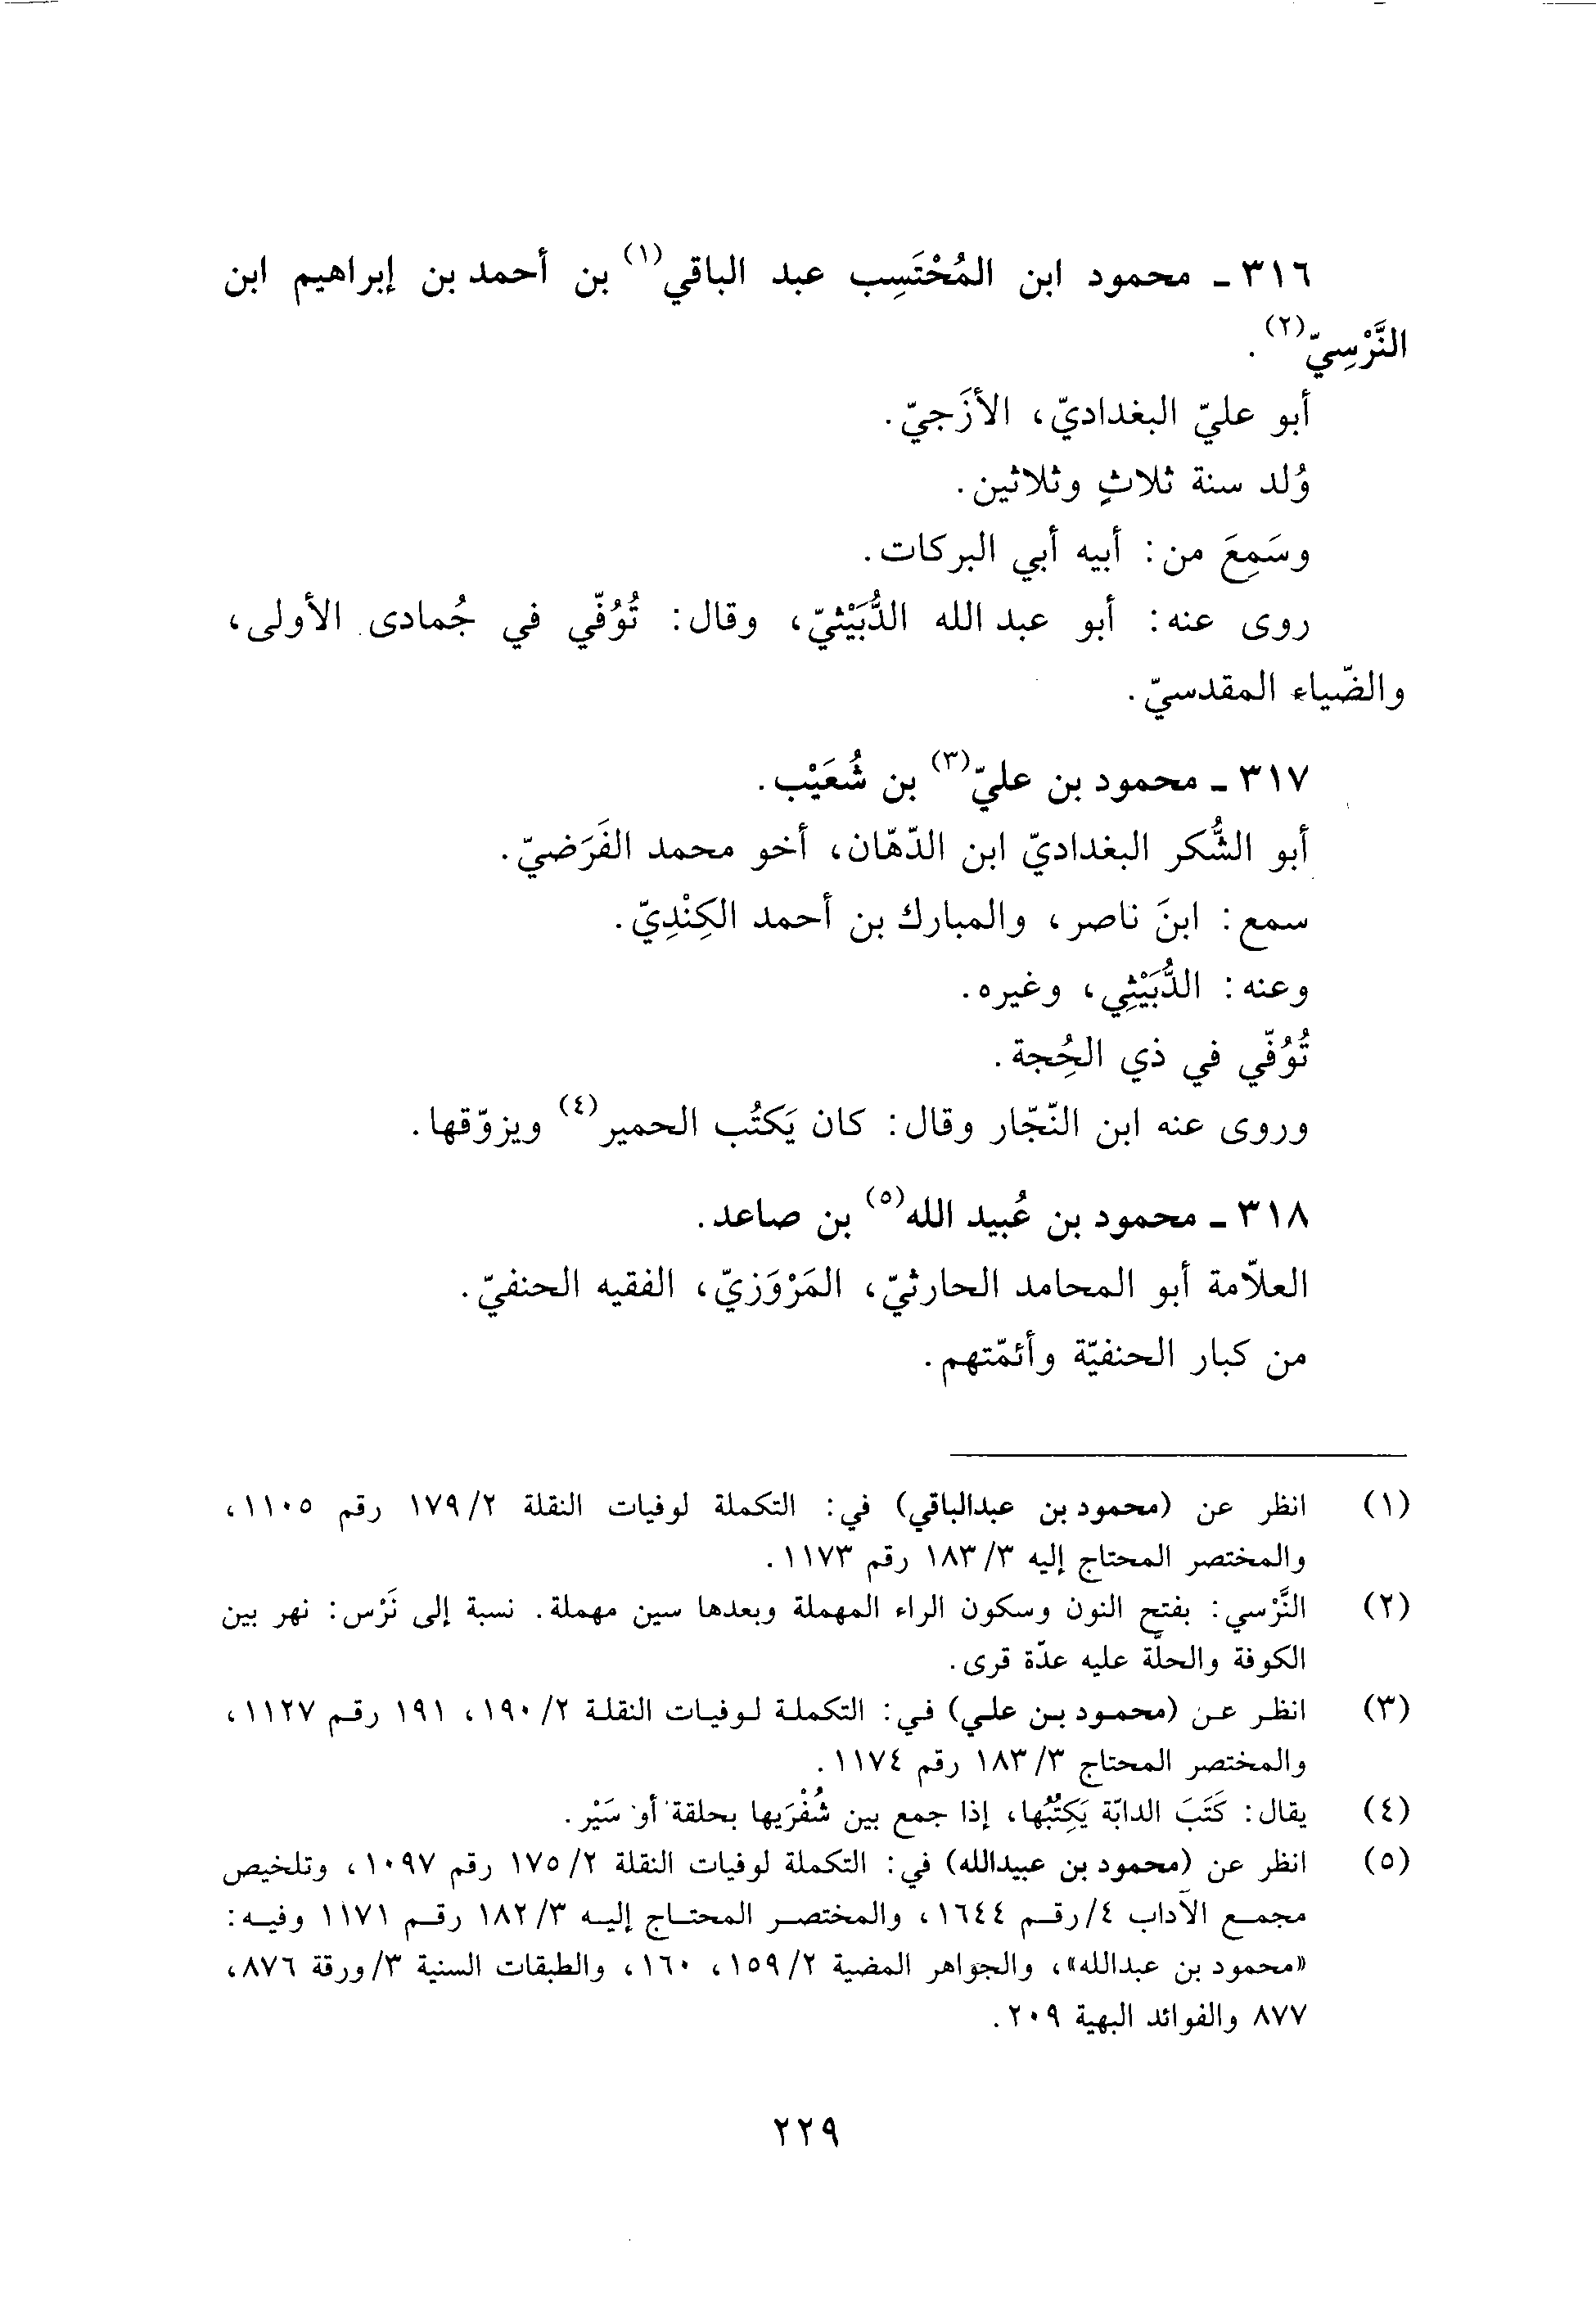 ٣١٦ ـ محمود ابن المُحْتَسِب عبد الباقي(١) بن أحمد بن إبراهيم ابن
النَّرْسِيّ(٢).
أبو عليّ البغداديّ، الأزَجيّ.
وُلد سنة ثلاثٍ وثلاثين.
وسَمِعَ من: أبيه أبي البركات.
روى عنه: أبو عبد الله الدُّبَيْثيّ، وقال: تُوُفّي في جُمادى الأولى،
والضّياء المقدسيّ.
٣١٧ ـ محمود بن عليّ(٣) بن شُعَيْب.
أبو الشُّكر البغداديّ ابن الدّهّان، أخو محمد الفَرَضيّ.
سمع: ابنَ ناصر، والمبارك بن أحمد الكِنْدِيّ.
وعنه: الدُّبَيْثِي، وغيره.
تُوُفّي في ذي الحُِجة.
وروى عنه ابن النّجّار وقال: كان يَكتُب الحمير(٤) ويزوّقها.
٣١٨ ـ محمود بن عُبيد الله(٥) بن صاعد.
العلاّمة أبو المحامد الحارثيّ، المَرْوَزيّ، الفقيه الحنفيّ.
من كبار الحنفيّة وأئمّتهم.
(١) انظر عن (محمود بن عبدالباقي) في: التكملة لوفيات النقلة ١٧٩/٢ رقم ١١٠٥،
والمختصر المحتاج إليه ١٨٣/٣ رقم ١١٧٣.
(٢) النَّرْسي: بفتح النون وسكون الراء المهملة وبعدها سين مهملة. نسبة إلى نَرْس: نهر بين
الكوفة والحلّة عليه عدّة قرى.
(٣) انظر عن (محمود بن علي) في: التكملة لوفيات النقلة ١٩٠/٢، ١٩١ رقم ١١٢٧،
والمختصر المحتاج ١٨٣/٣ رقم ١١٧٤.
(٤) يقال: كَتَبَ الدابّة يَكِتُبُها، إذا جمع بين شُفْرَيها بحلقة أو سَيْر.
(٥) انظر عن (محمود بن عبيدالله) في: التكملة لوفيات النقلة ١٧٥/٢ رقم ١٠٩٧، وتلخيص
مجمع الآداب ٤/رقم ١٦٤٤، والمختصر المحتاج إليه ١٨٢/٣ رقم ١١٧١ وفيه:
«محمود بن عبدالله»، والجواهر المضية ١٥٩/٢، ١٦٠، والطبقات السنية ٣/ورقة ٨٧٦،
٨٧٧ والفوائد البهية ٢٠٩.
٢٢٩